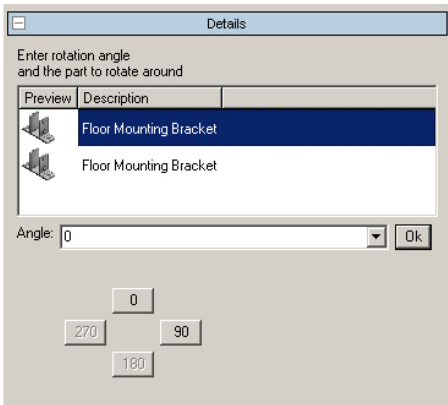 Details
Enter rotation angle
and the part to rotate around
Preview Description
Floor Mounting Bracket
Floor Mounting Bracket
Angle: 0 Ok
0
270 90
180